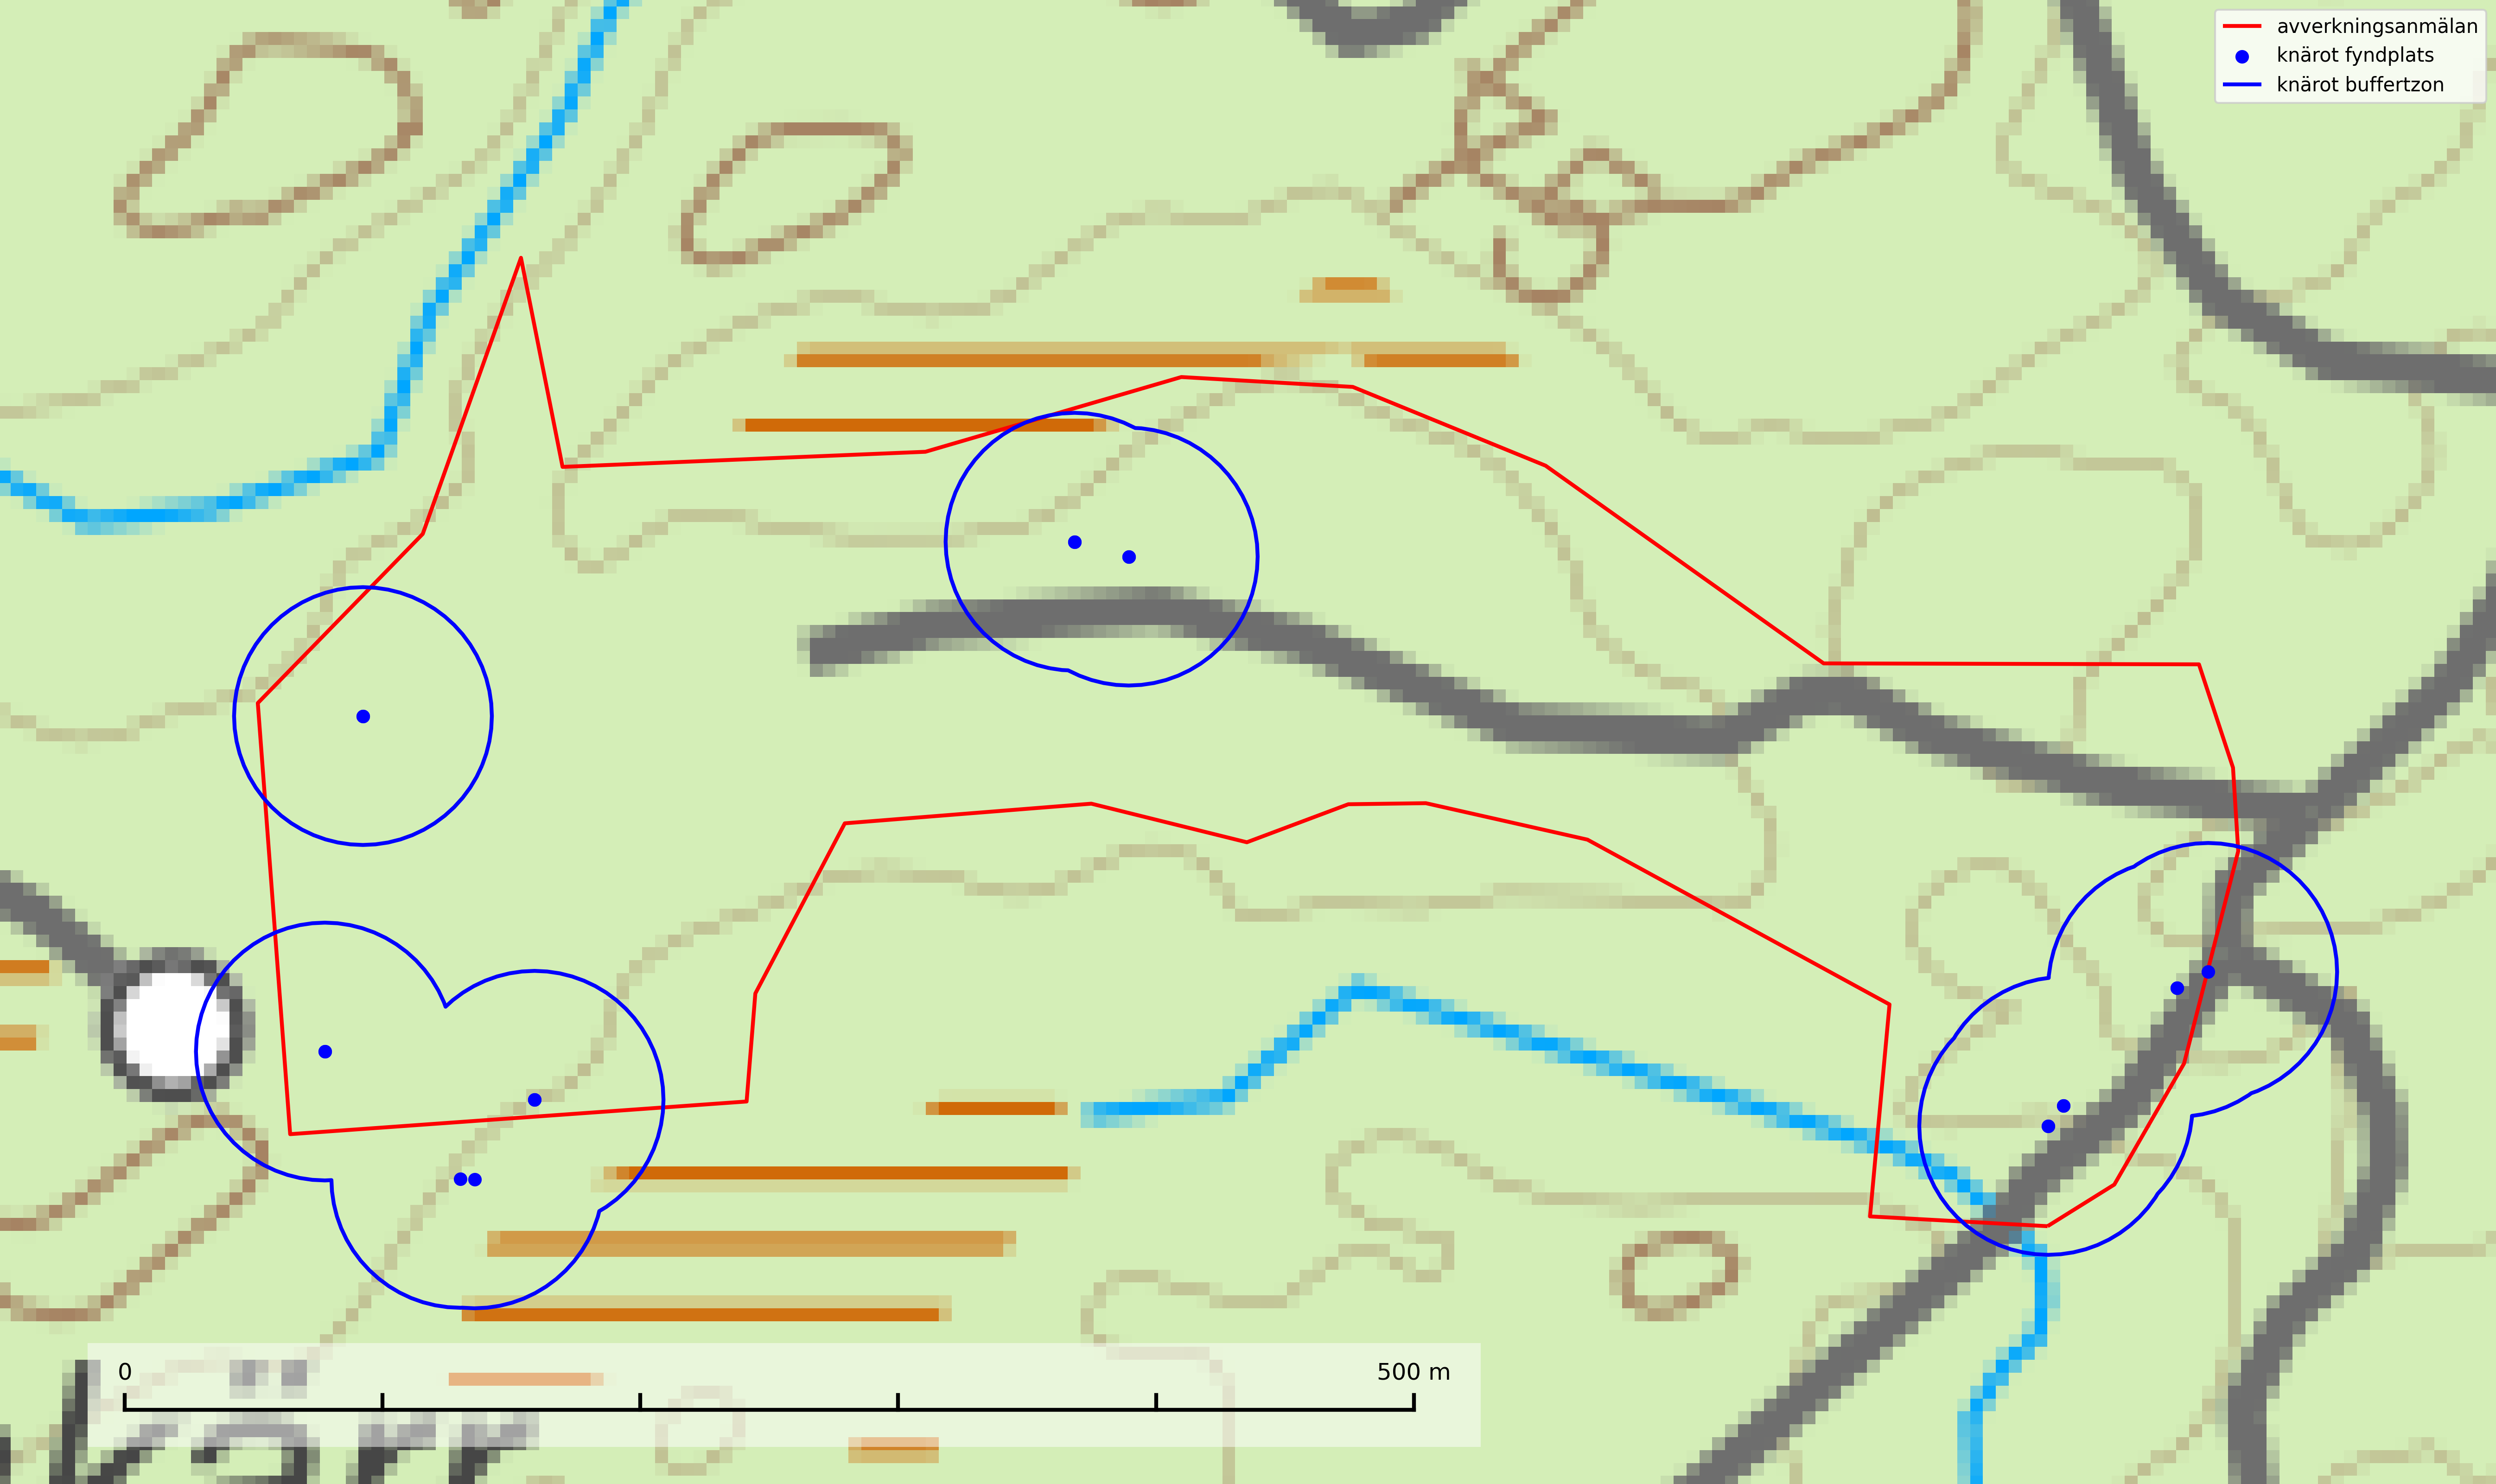 avverkningsanmälan
knärot fyndplats
knärot buffertzon
0 500 m